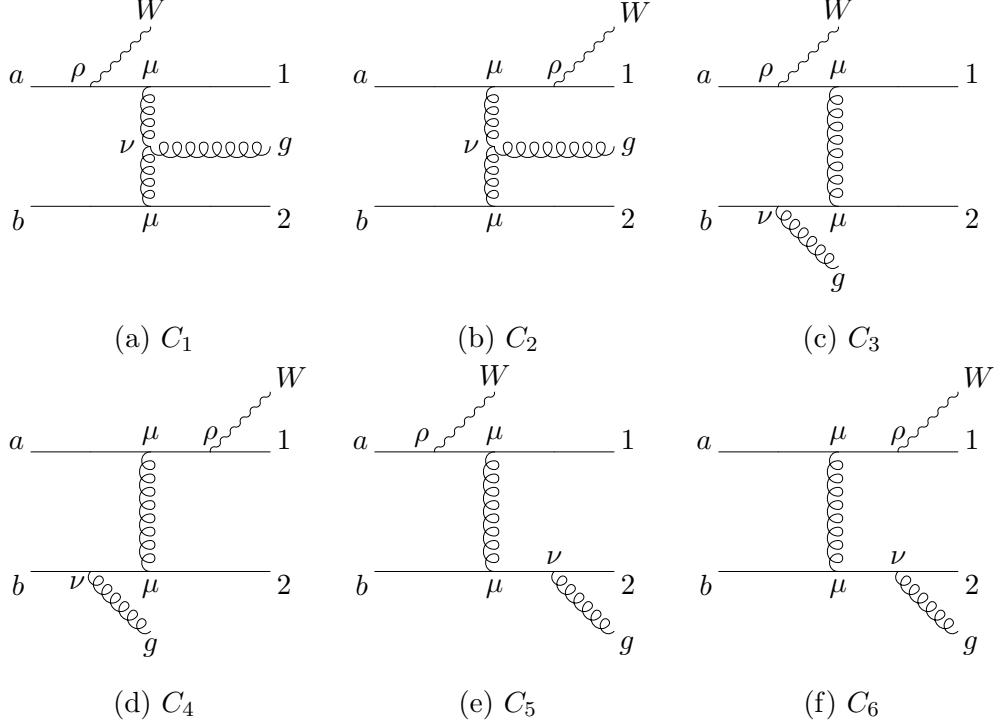 W W W
a ρ μ 1 a μ ρ 1 a ρ μ 1
ν g ν g
b μ 2 b μ 2 b ν μ 2
g
(a) C₁ (b) C₂ (c) C₃
W W W
a μ ρ 1 a ρ μ 1 a μ ρ 1
b ν μ 2 b μ ν 2 b μ ν 2
g g g
(d) C₄ (e) C₅ (f) C₆